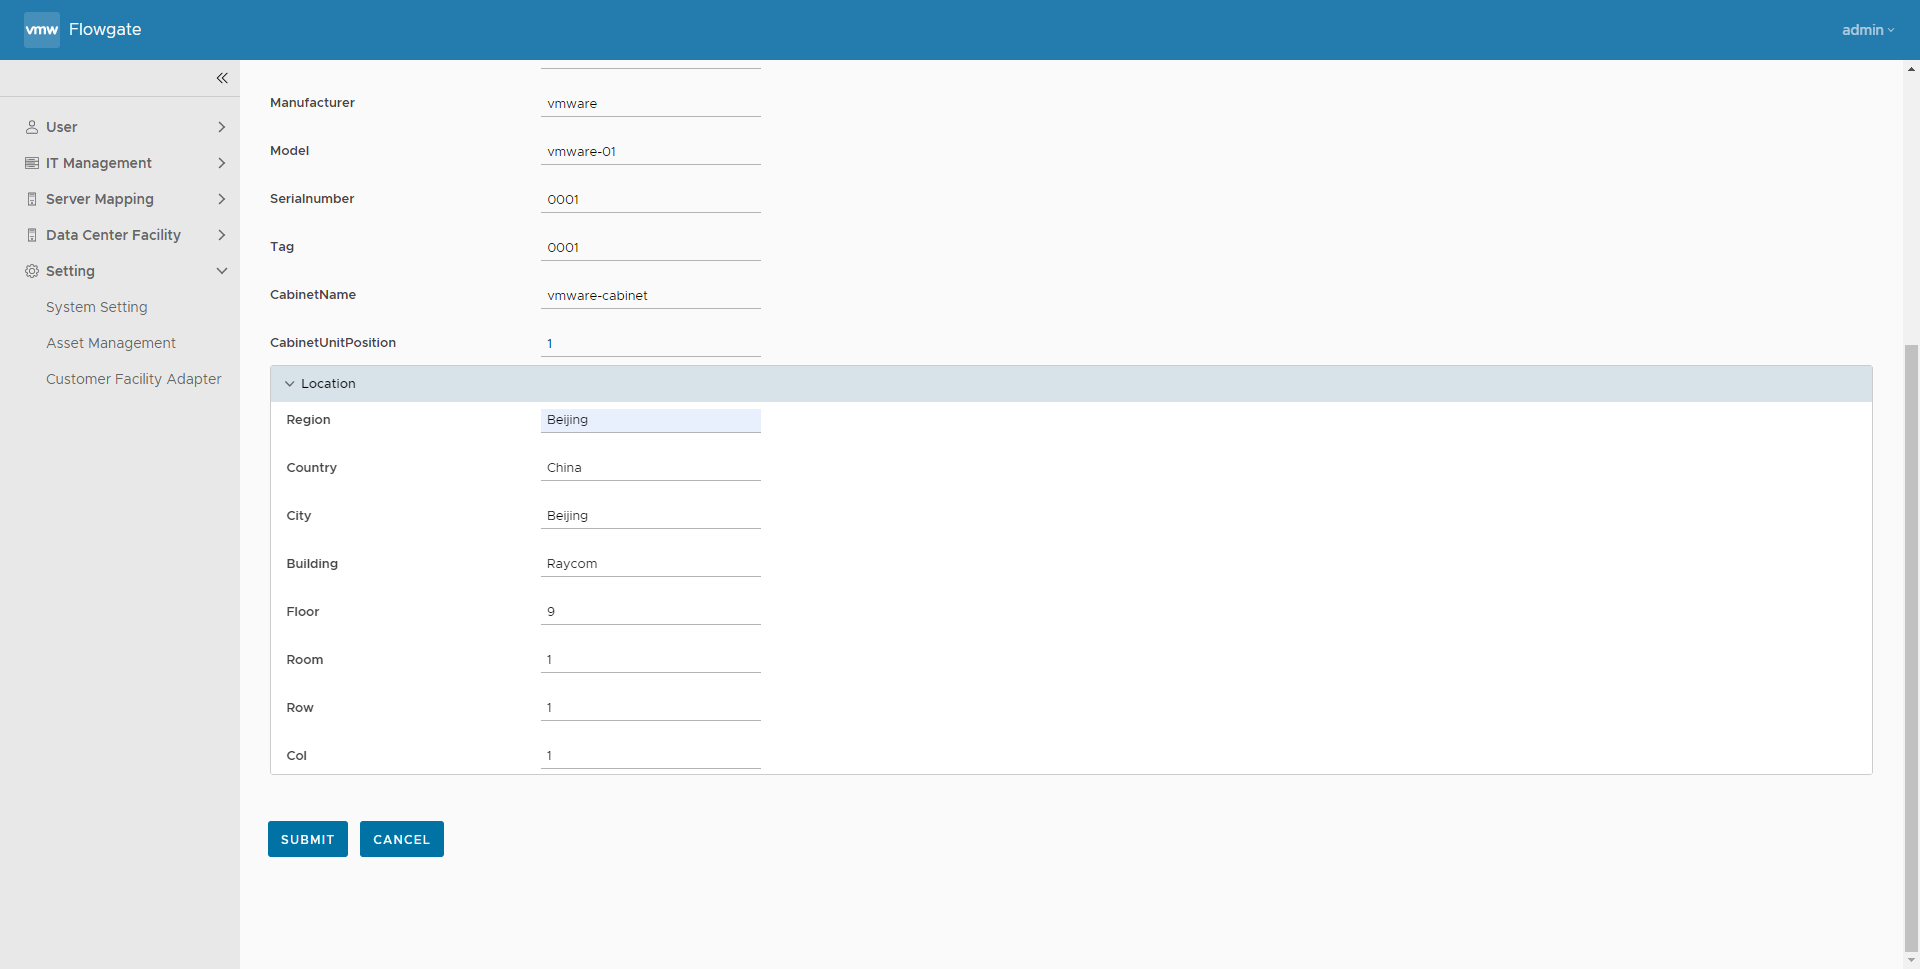 vmw Flowgate
admin
User
IT Management
Server Mapping
Data Center Facility
Setting
System Setting
Asset Management
Customer Facility Adapter
Manufacturer vmware
Model vmware-01
Serialnumber 0001
Tag 0001
CabinetName vmware-cabinet
CabinetUnitPosition 1
Location
Region Beijing
Country China
City Beijing
Building Raycom
Floor 9
Room 1
Row 1
Col 1
SUBMIT CANCEL